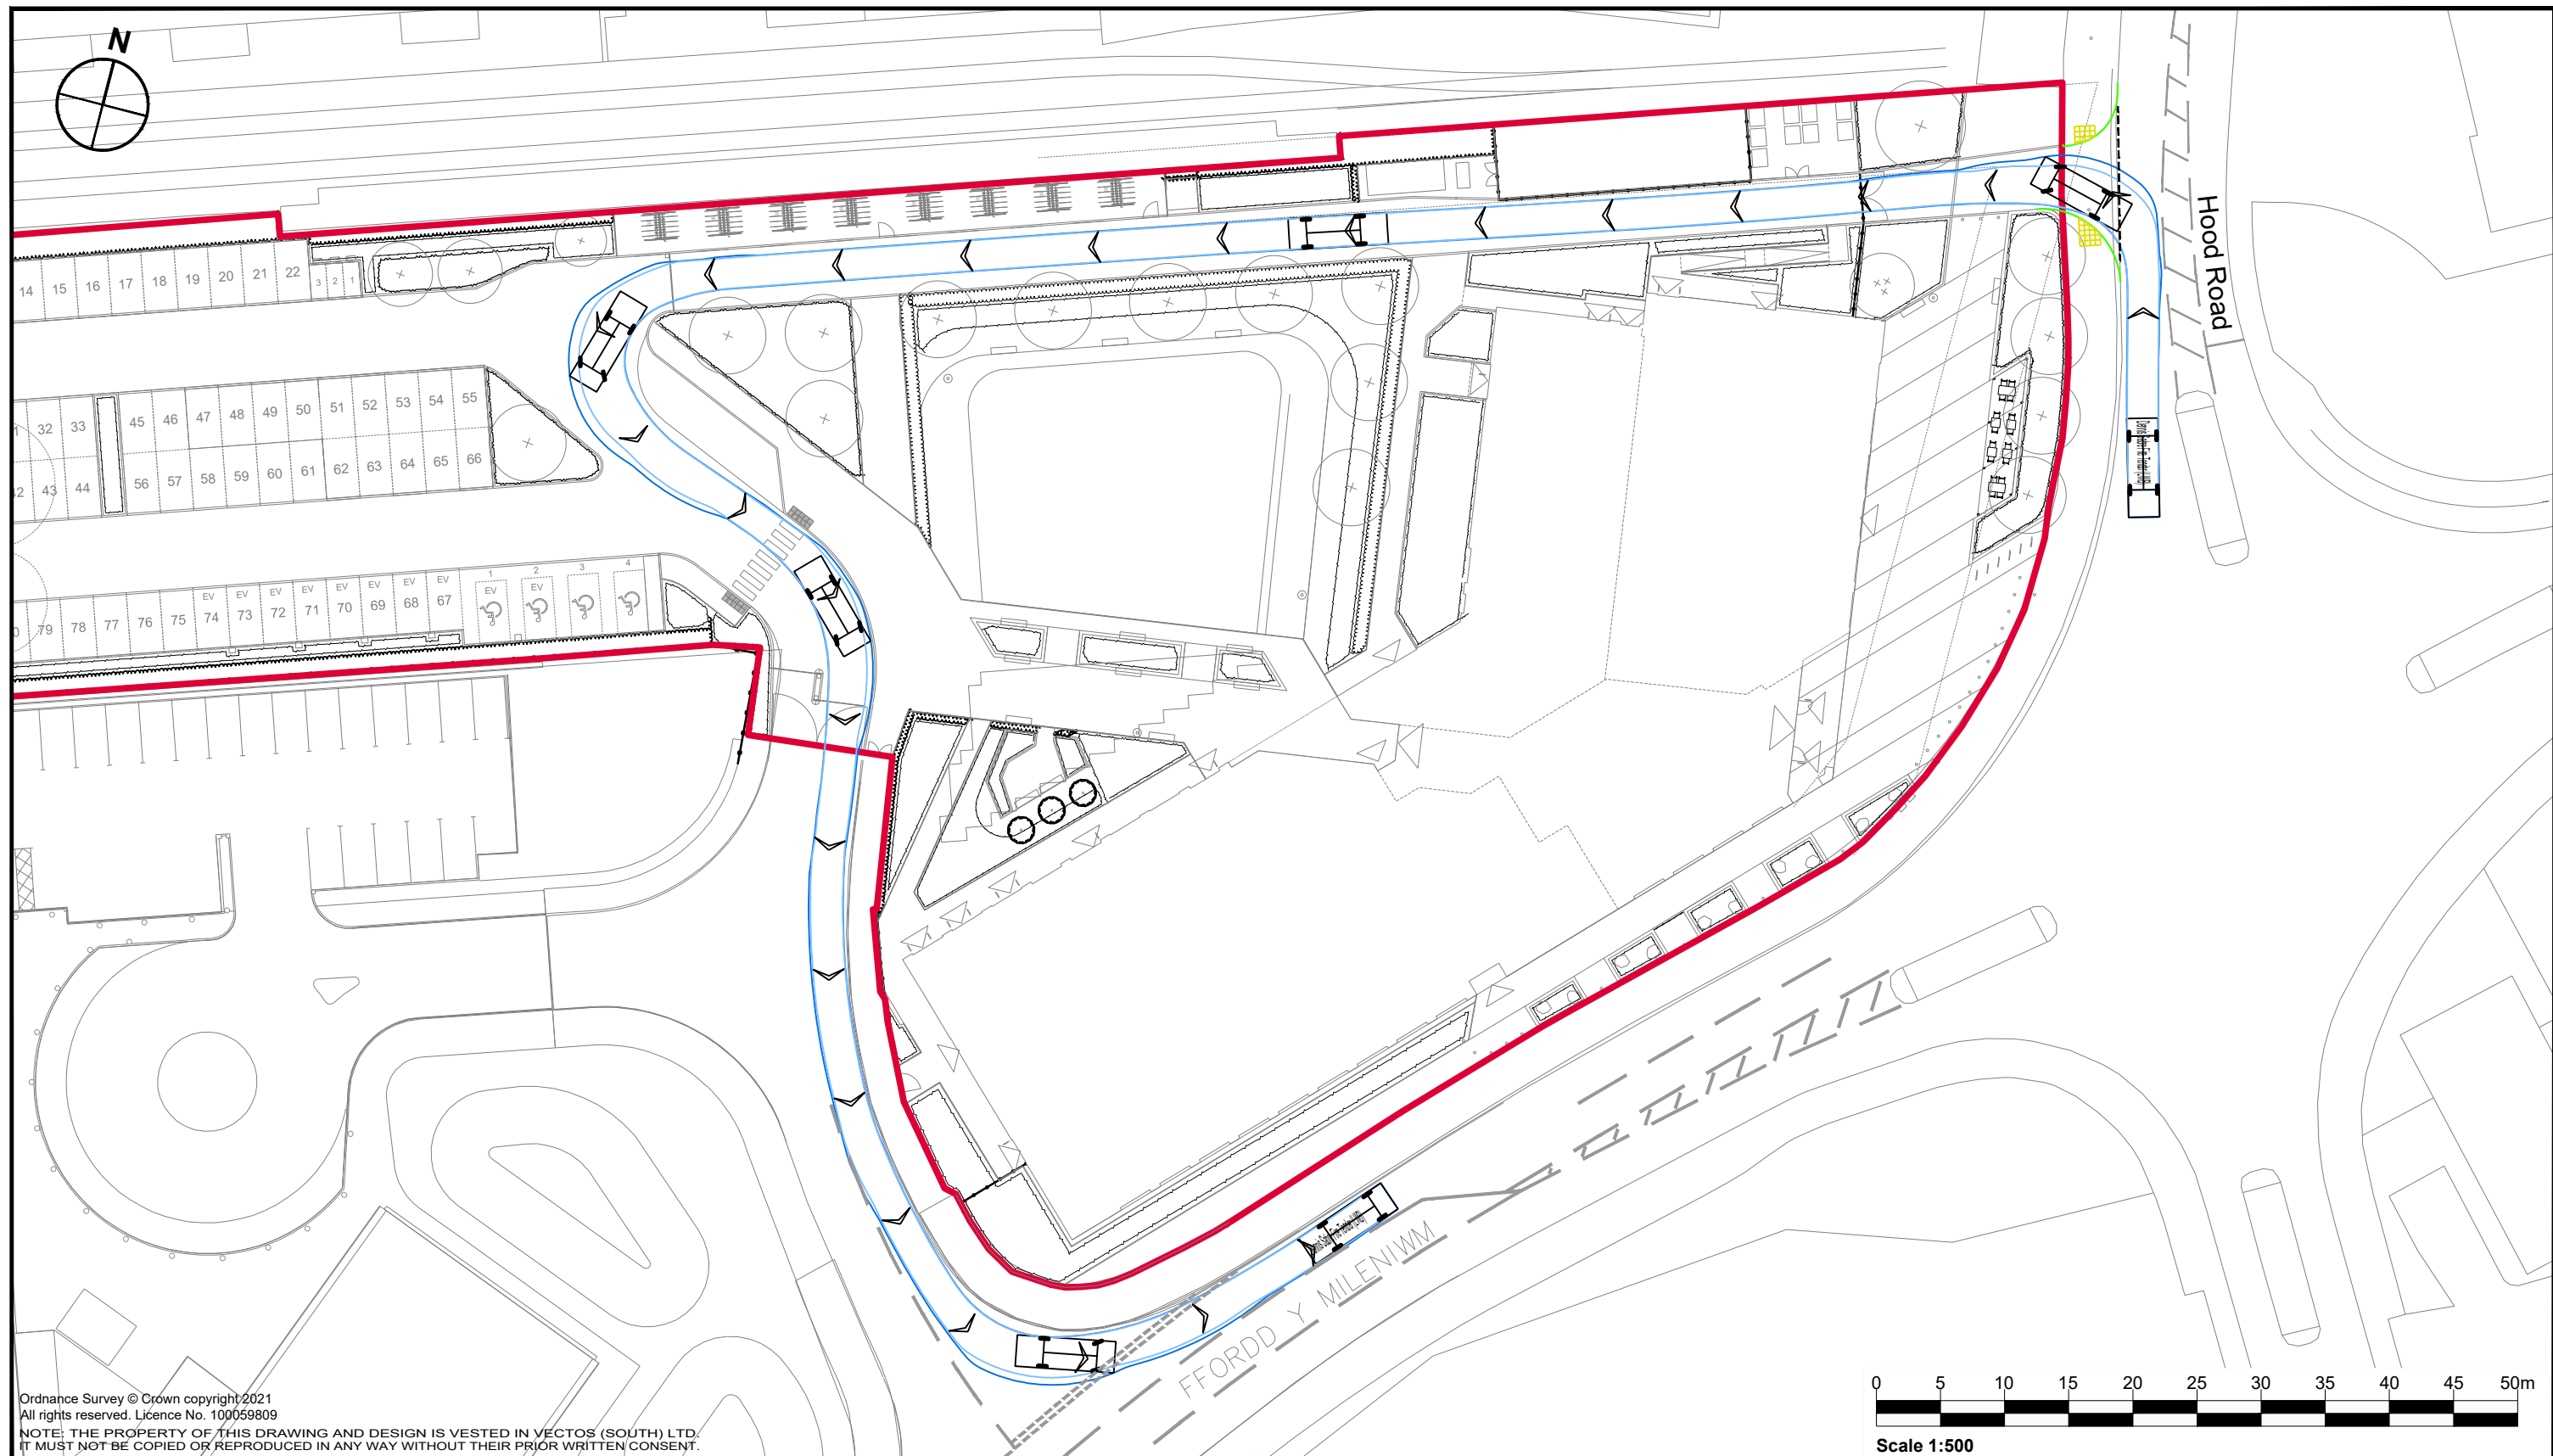 N
Hood Road
14 15 16 17 18 19 20 21 22
3 2 1
32 33 45 46 47 48 49 50 51 52 53 54 55
43 44 56 57 58 59 60 61 62 63 64 65 66
EV EV EV EV EV EV EV EV
79 78 77 76 75 74 73 72 71 70 69 68 67
1 2 3 4
EV EV
FFORDD Y MILENIWM
Ordnance Survey © Crown copyright 2021
All rights reserved. Licence No. 100059809
NOTE: THE PROPERTY OF THIS DRAWING AND DESIGN IS VESTED IN VECTOS (SOUTH) LTD.
IT MUST NOT BE COPIED OR REPRODUCED IN ANY WAY WITHOUT THEIR PRIOR WRITTEN CONSENT.
0 5 10 15 20 25 30 35 40 45 50m
Scale 1:500